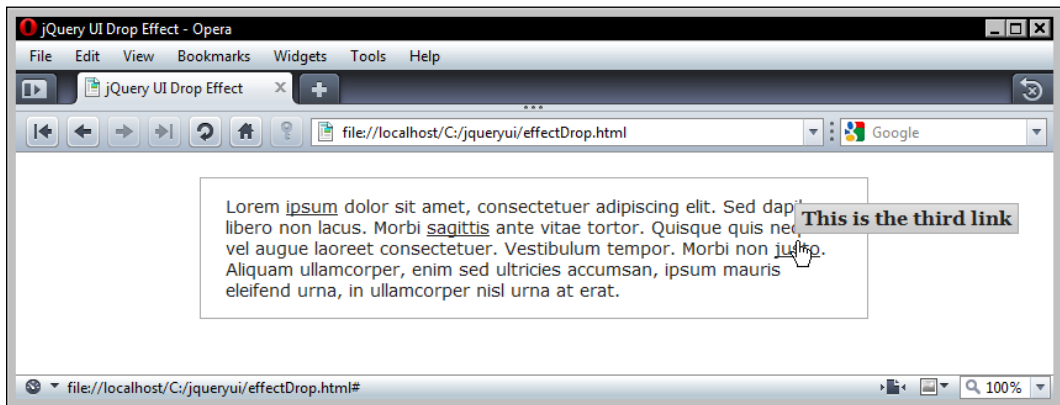 jQuery UI Drop Effect - Opera
File Edit View Bookmarks Widgets Tools Help
jQuery UI Drop Effect
file://localhost/C:/jqueryui/effectDrop.html Google
Lorem ipsum dolor sit amet, consectetuer adipiscing elit. Sed
This is the third link
libero non lacus. Morbi sagittis ante vitae tortor. Quisque quis
vel augue laoreet consectetuer. Vestibulum tempor. Morbi non
Aliquam ullamcorper, enim sed ultricies accumsan, ipsum mauris
eleifend urna, in ullamcorper nisl urna at erat.
file://localhost/C:/jqueryui/effectDrop.html# 100%